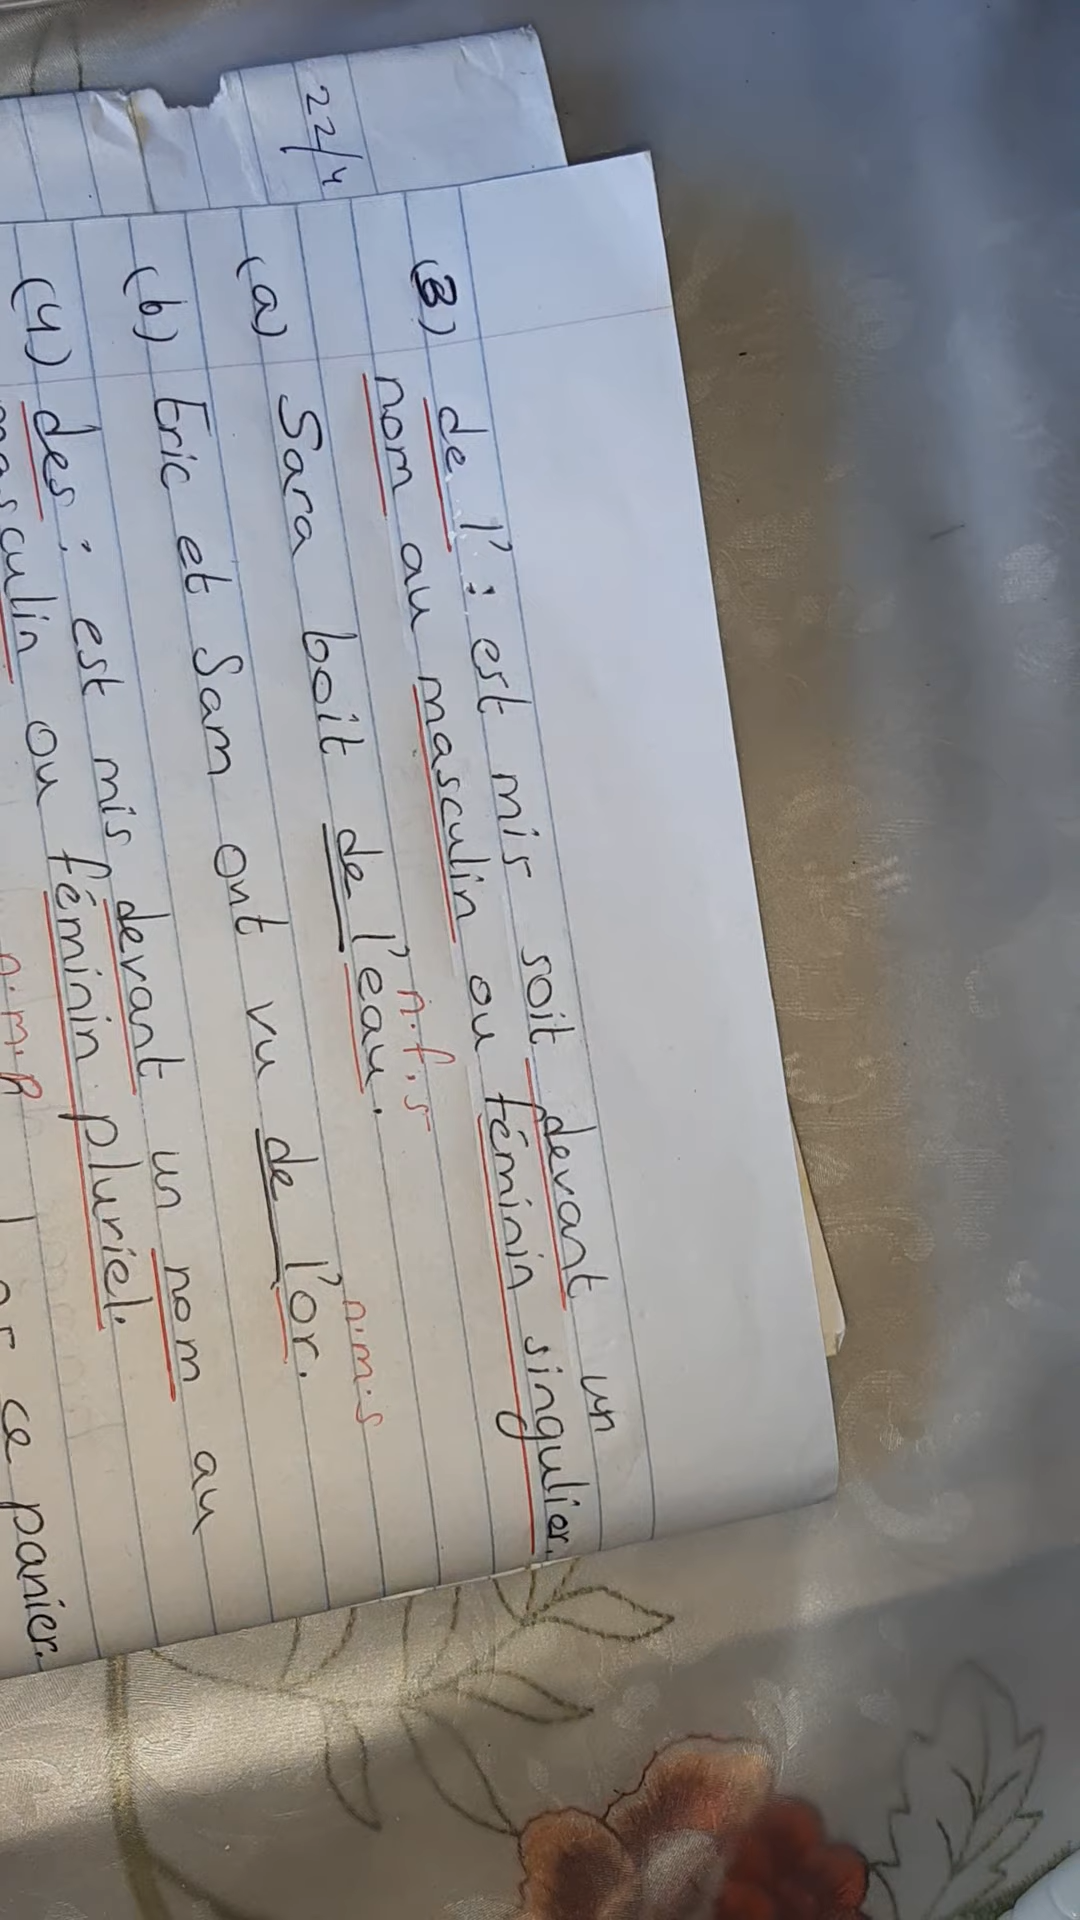 22/4
(3) de l' : est mis soit devant un
nom au masculin ou féminin singulier.
n.f.s
(a) Sara boit de l'eau.
n.m.s
(b) Eric et Sam ont vu de l'or.
(4) des : est mis devant un nom au
masculin ou féminin pluriel.
n.m.p
ce panier.